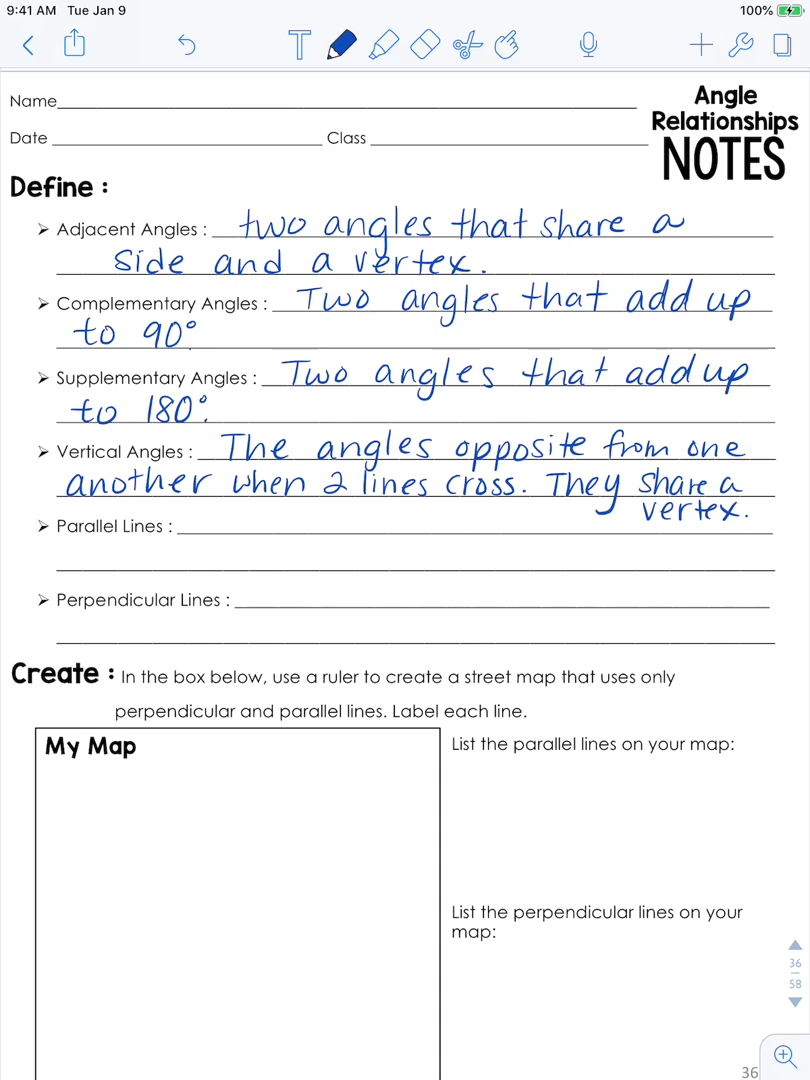 9:41 AM Tue Jan 9 100%
T
Name
Angle
Relationships
NOTES
Date Class
Define :
➢ Adjacent Angles : two angles that share a
side and a vertex.
➢ Complementary Angles : Two angles that add up
to 90°
➢ Supplementary Angles : Two angles that add up
to 180°.
➢ Vertical Angles : The angles opposite from one
another when 2 lines cross. They share a
vertex.
➢ Parallel Lines :
➢ Perpendicular Lines :
Create : In the box below, use a ruler to create a street map that uses only
perpendicular and parallel lines. Label each line.
My Map
List the parallel lines on your map:
List the perpendicular lines on your
map:
36
58
36